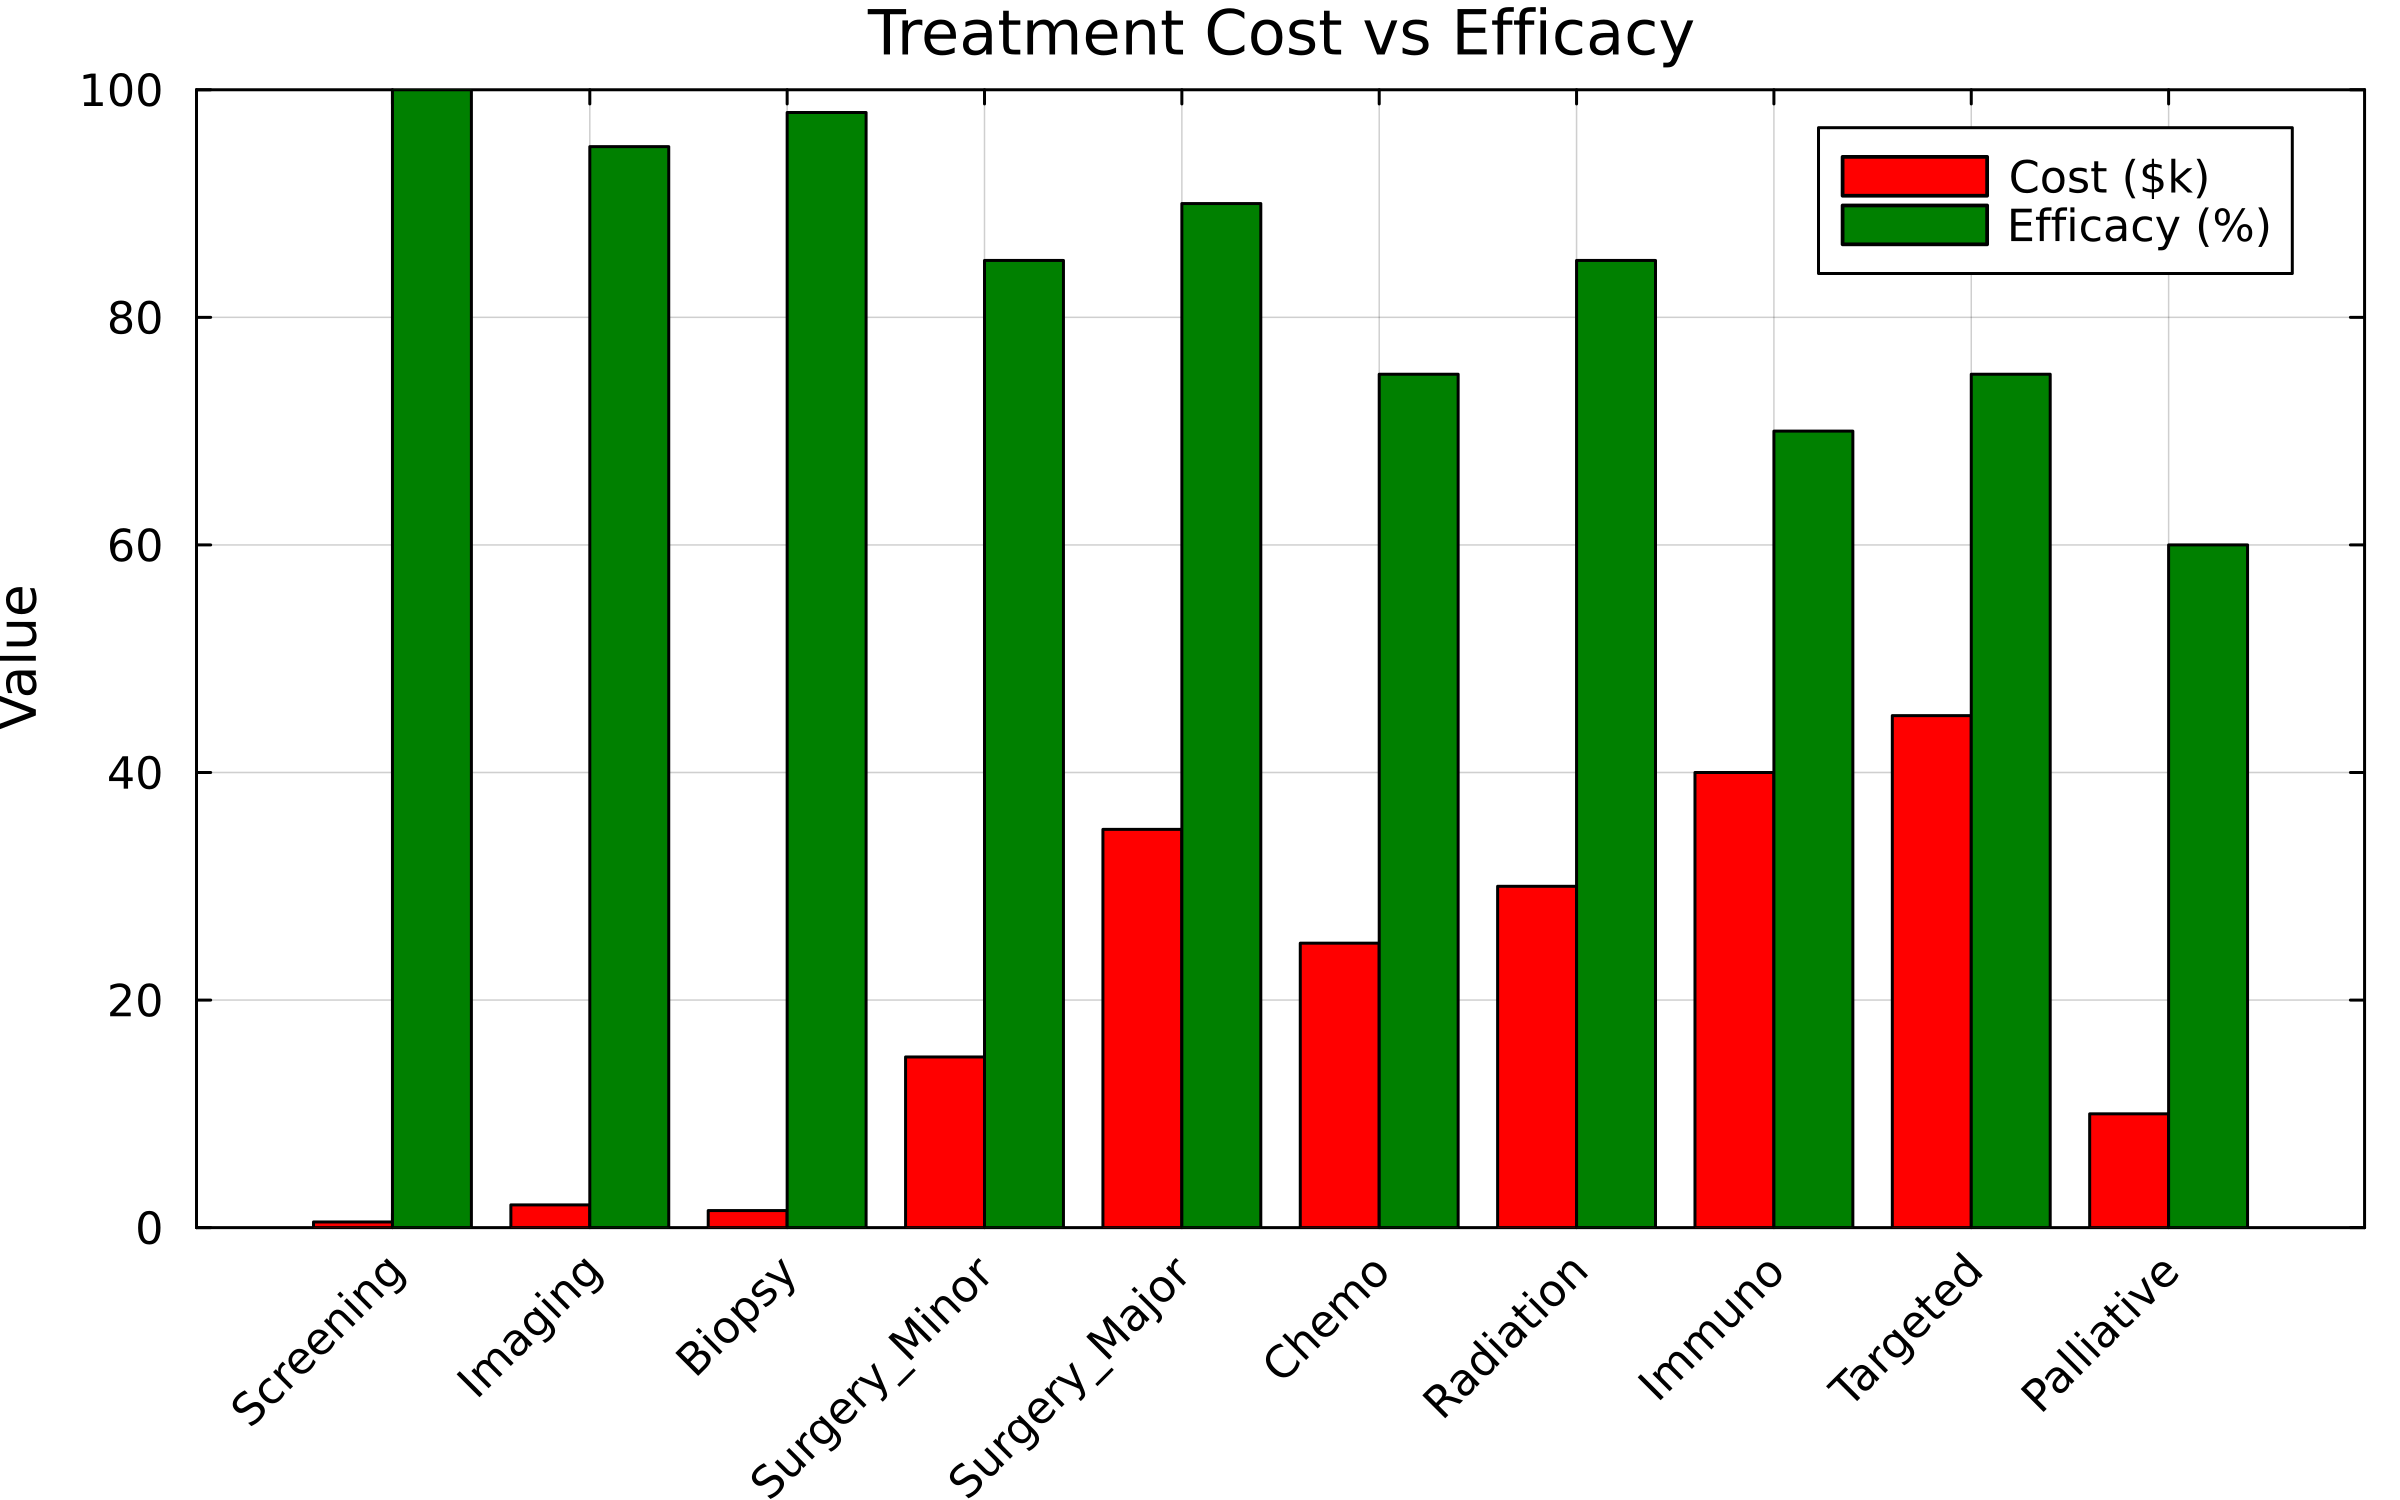 Treatment Cost vs Efficacy
Cost ($k)
Efficacy (%)
Value
100
80
60
40
20
0
Screening
Imaging
Biopsy
Surgery_Minor
Surgery_Major
Chemo
Radiation
Immuno
Targeted
Palliative